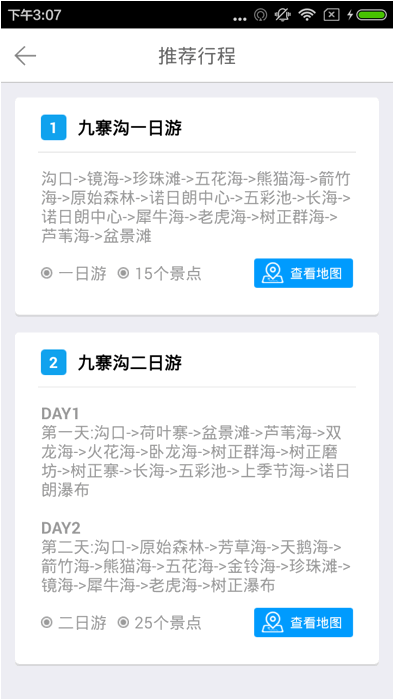 下午3:07
推荐行程
1 九寨沟一日游
沟口->镜海->珍珠滩->五花海->熊猫海->箭竹
海->原始森林->诺日朗中心->五彩池->长海->
诺日朗中心->犀牛海->老虎海->树正群海->
芦苇海->盆景滩
一日游 15个景点 查看地图
2 九寨沟二日游
DAY1
第一天:沟口->荷叶寨->盆景滩->芦苇海->双
龙海->火花海->卧龙海->树正群海->树正磨
坊->树正寨->长海->五彩池->上季节海->诺日
朗瀑布
DAY2
第二天:沟口->原始森林->芳草海->天鹅海->
箭竹海->熊猫海->五花海->金铃海->珍珠滩->
镜海->犀牛海->老虎海->树正瀑布
二日游 25个景点 查看地图